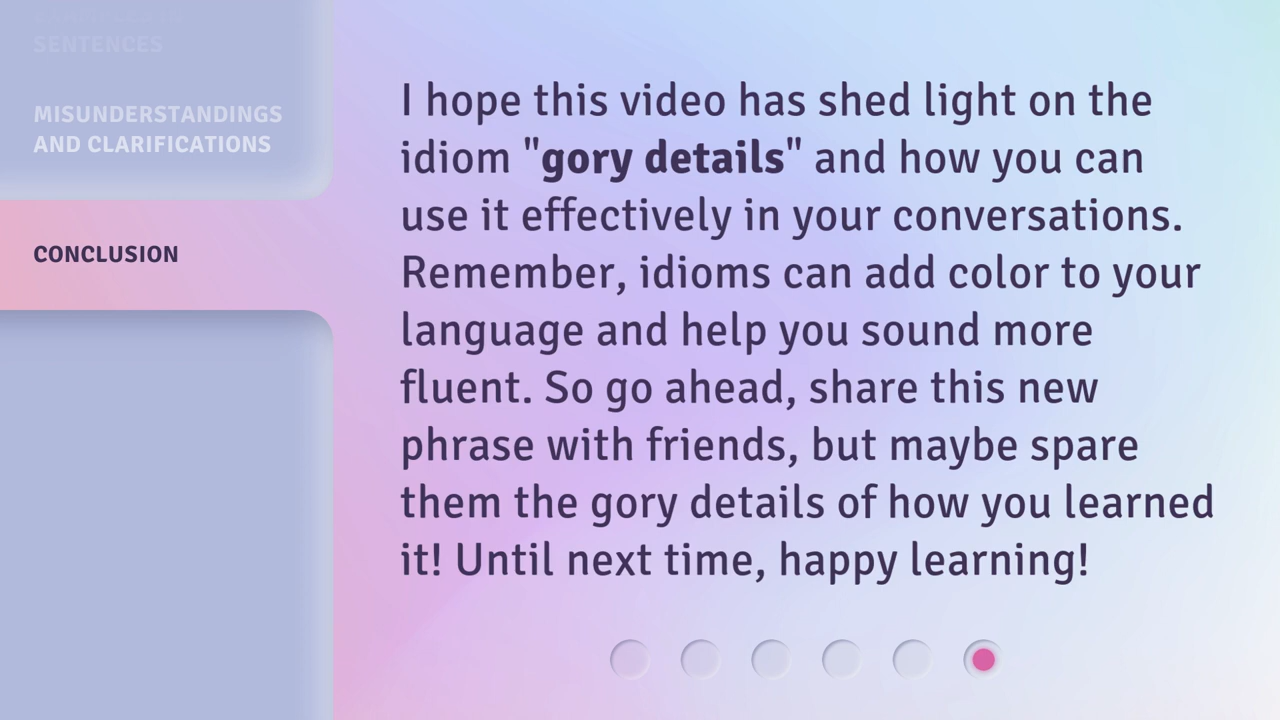 SENTENCES
MISUNDERSTANDINGS
AND CLARIFICATIONS
CONCLUSION
I hope this video has shed light on the
idiom "gory details" and how you can
use it effectively in your conversations.
Remember, idioms can add color to your
language and help you sound more
fluent. So go ahead, share this new
phrase with friends, but maybe spare
them the gory details of how you learned
it! Until next time, happy learning!